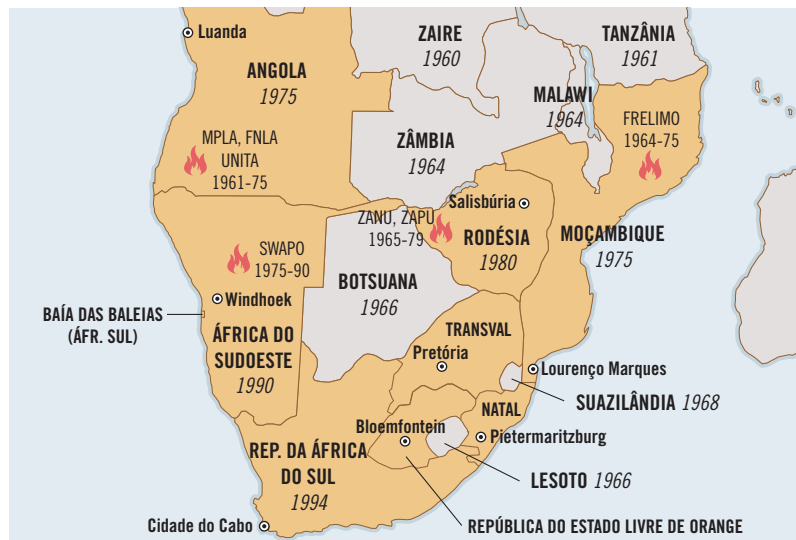 Luanda
ZAIRE
1960
TANZÂNIA
1961
ANGOLA
1975
MALAWI
1964
FRELIMO
1964-75
MPLA, FNLA
UNITA
1961-75
ZÂMBIA
1964
Salisbúria
ZANU, ZAPU
1965-79
RODÉSIA
1980
MOÇAMBIQUE
1975
SWAPO
1975-90
BOTSUANA
1966
Windhoek
BAÍA DAS BALEIAS
(ÁFR. SUL)
ÁFRICA DO
SUDOESTE
1990
TRANSVAL
Pretória
Lourenço Marques
SUAZILÂNDIA 1968
NATAL
Bloemfontein
Pietermaritzburg
REP. DA ÁFRICA
DO SUL
1994
LESOTO 1966
Cidade do Cabo
REPÚBLICA DO ESTADO LIVRE DE ORANGE